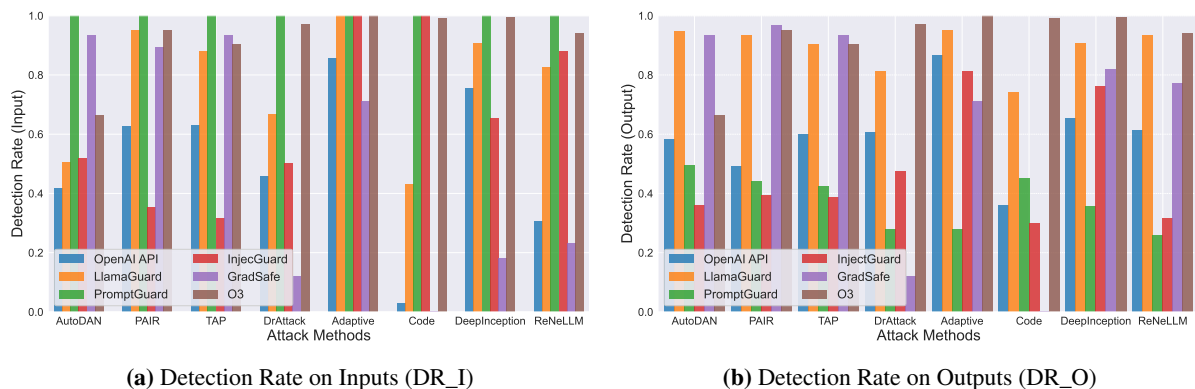 Detection Rate (Input)
1.0
0.8
0.6
0.4
0.2
0.0
OpenAI API
LlamaGuard
PromptGuard
InjecGuard
GradSafe
O3
AutoDAN PAIR TAP DrAttack Adaptive Code DeepInception ReNeLLM
Attack Methods
(a) Detection Rate on Inputs (DR_I)
Detection Rate (Output)
1.0
0.8
0.6
0.4
0.2
0.0
OpenAI API
LlamaGuard
PromptGuard
InjectGuard
GradSafe
O3
AutoDAN PAIR TAP DrAttack Adaptive Code DeepInception ReNeLLM
Attack Methods
(b) Detection Rate on Outputs (DR_O)